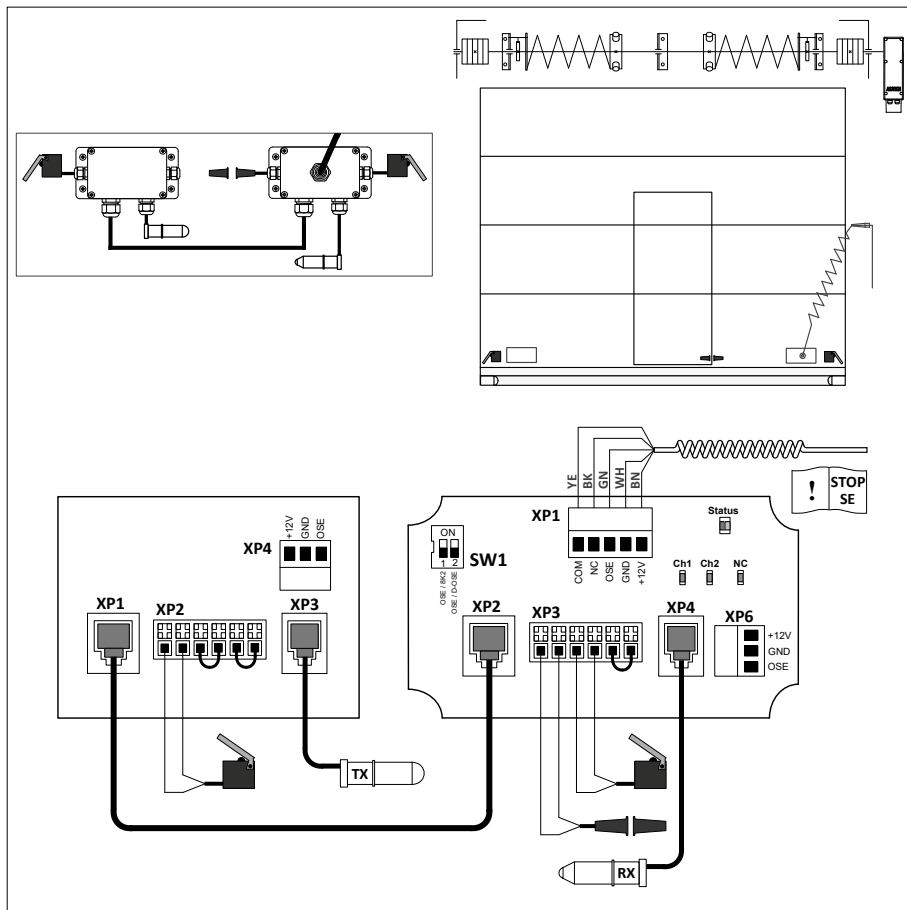 YE
BK
GN
WH
BN
! STOP
SE
XP1
COM
NC
OSE
GND
+12V
Status
Ch1 Ch2 NC
ON
1 2
SW1
OSE / 8K2
OSE / D-OSE
+12V
GND
OSE
XP4
XP1 XP2 XP3
XP2 XP3 XP4 XP6
+12V
GND
OSE
TX
RX